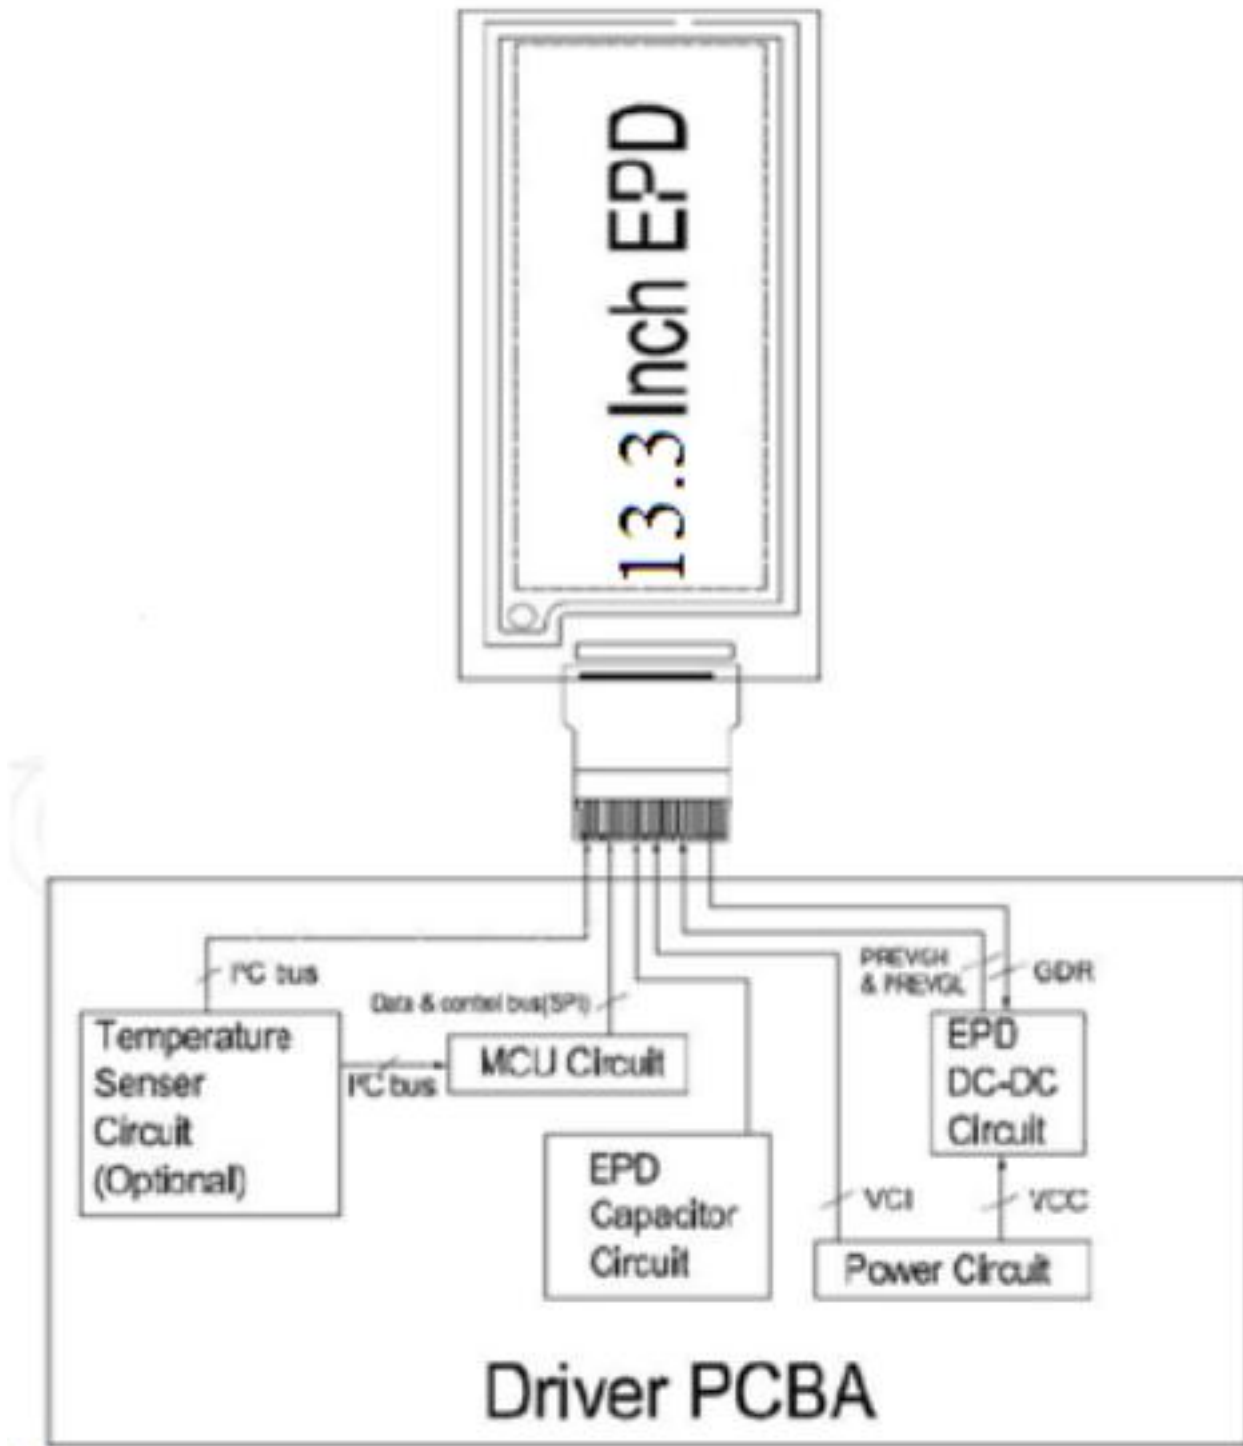 13.3Inch EPD
I²C bus
Data & control bus(SPI)
PREVGH
& PREVGL
GDR
Temperature
Senser
Circuit
(Optional)
I²C bus
MCU Circuit
EPD
DC-DC
Circuit
EPD
Capacitor
Circuit
VCI
VCC
Power Circuit
Driver PCBA